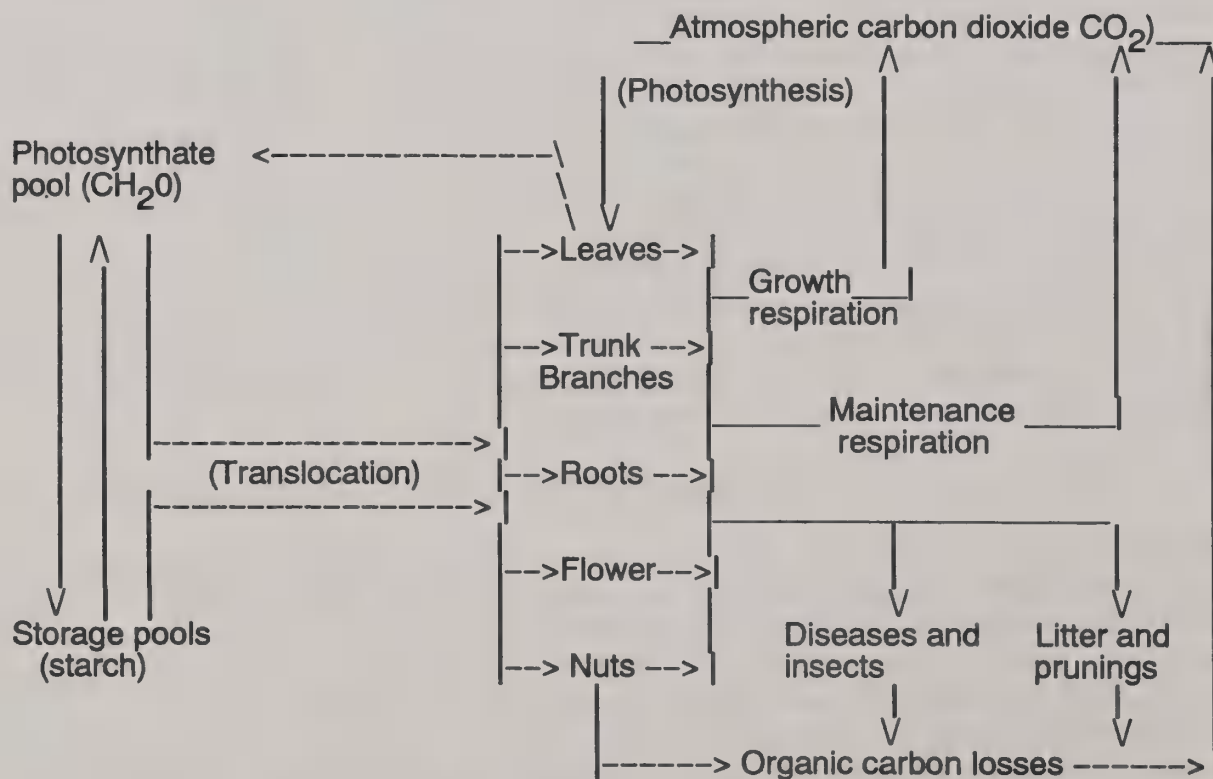 Atmospheric carbon dioxide CO2)
(Photosynthesis)
Photosynthate
pool (CH20)
Leaves
Growth
respiration
Trunk
Branches
Maintenance
respiration
(Translocation)
Roots
Flower
Storage pools
(starch)
Diseases and
insects
Litter and
prunings
Nuts
Organic carbon losses